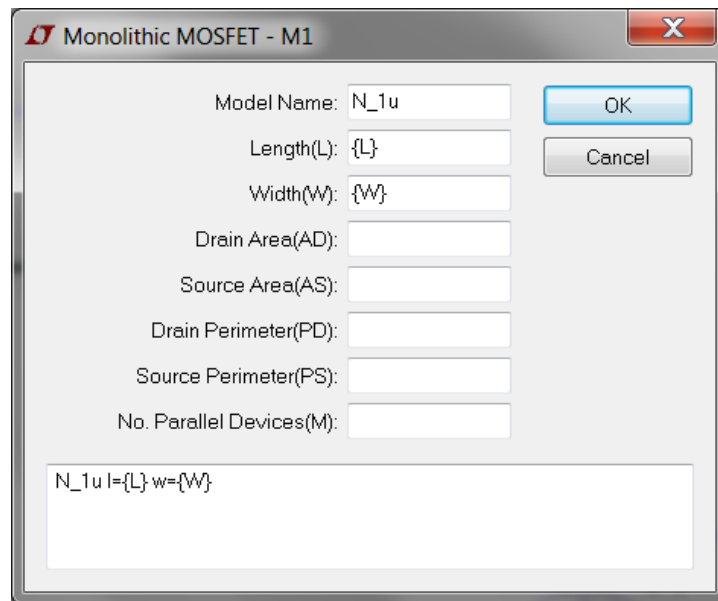 Monolithic MOSFET - M1
Model Name: N_1u
OK
Length(L): {L}
Cancel
Width(W): {W}
Drain Area(AD):
Source Area(AS):
Drain Perimeter(PD):
Source Perimeter(PS):
No. Parallel Devices(M):
N_1u l={L} w={W}